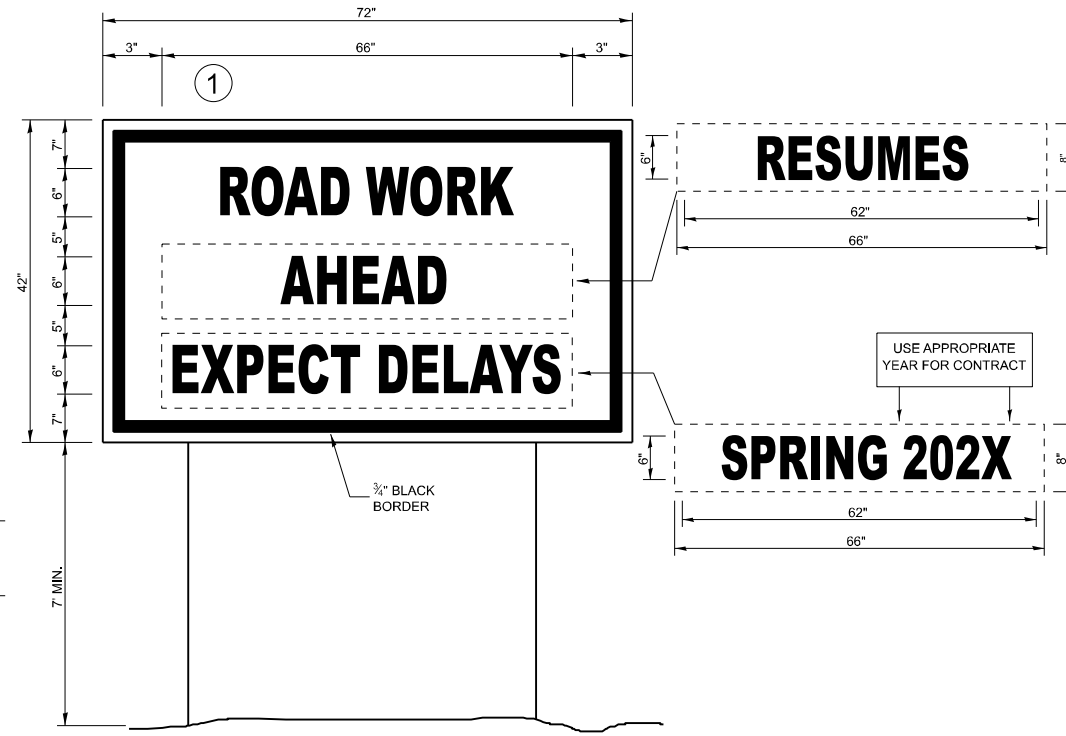 72"
3" 66" 3"
1
7"
6"
5"
6"
5"
6"
7"
42"
ROAD WORK
AHEAD
EXPECT DELAYS
¾" BLACK
BORDER
7' MIN.
6"
RESUMES
8"
62"
66"
USE APPROPRIATE
YEAR FOR CONTRACT
6"
SPRING 202X
8"
62"
66"